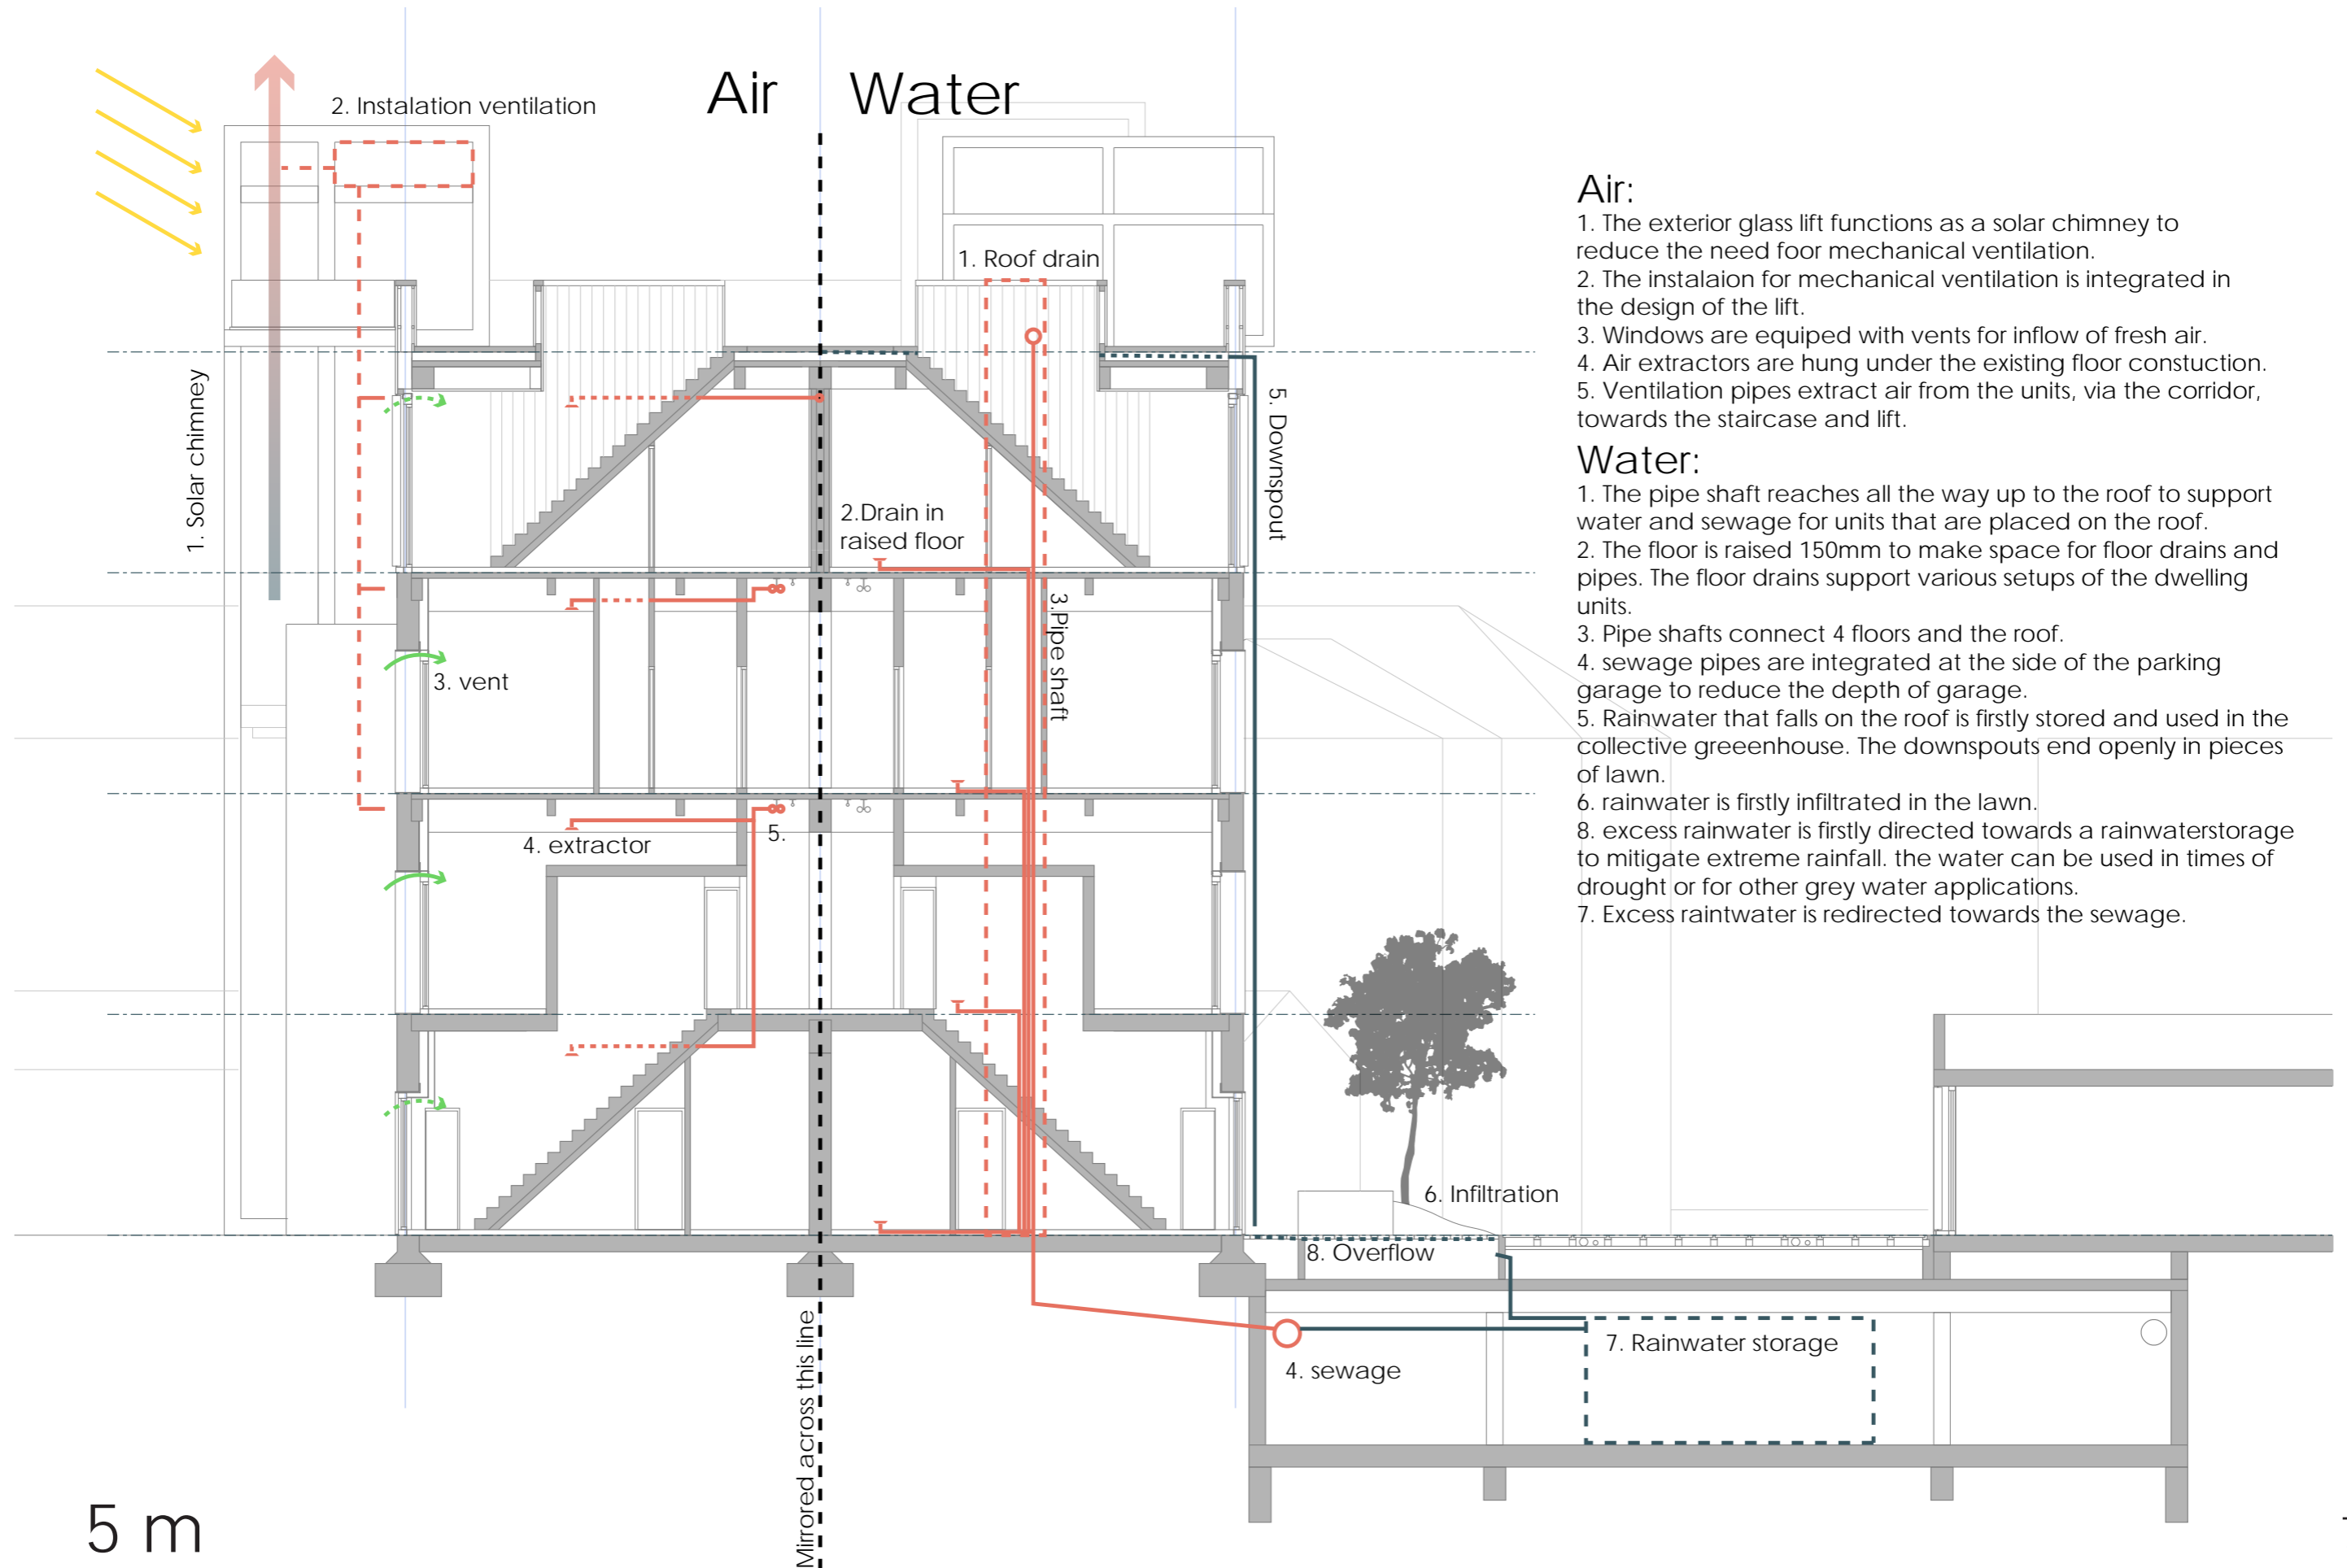 Air
Water
2. Instalation ventilation
1. Roof drain
1. Solar chimney
5. Downspout
2.Drain in
raised floor
3.Pipe shaft
3. vent
4. extractor
5.
6. Infiltration
8. Overflow
7. Rainwater storage
4. sewage
Mirrored across this line
5 m
Air:
1. The exterior glass lift functions as a solar chimney to
reduce the need foor mechanical ventilation.
2. The instalaion for mechanical ventilation is integrated in
the design of the lift.
3. Windows are equiped with vents for inflow of fresh air.
4. Air extractors are hung under the existing floor constuction.
5. Ventilation pipes extract air from the units, via the corridor,
towards the staircase and lift.
Water:
1. The pipe shaft reaches all the way up to the roof to support
water and sewage for units that are placed on the roof.
2. The floor is raised 150mm to make space for floor drains and
pipes. The floor drains support various setups of the dwelling
units.
3. Pipe shafts connect 4 floors and the roof.
4. sewage pipes are integrated at the side of the parking
garage to reduce the depth of garage.
5. Rainwater that falls on the roof is firstly stored and used in the
collective greeenhouse. The downspouts end openly in pieces
of lawn.
6. rainwater is firstly infiltrated in the lawn.
8. excess rainwater is firstly directed towards a rainwaterstorage
to mitigate extreme rainfall. the water can be used in times of
drought or for other grey water applications.
7. Excess raintwater is redirected towards the sewage.